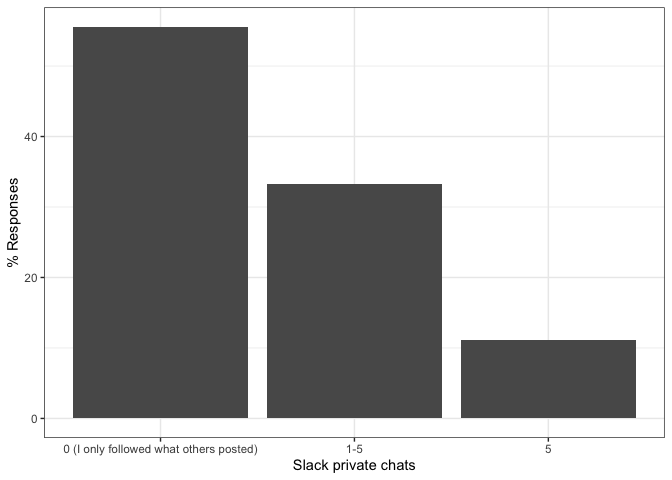 % Responses
40
20
0
0 (I only followed what others posted)
1-5
5
Slack private chats